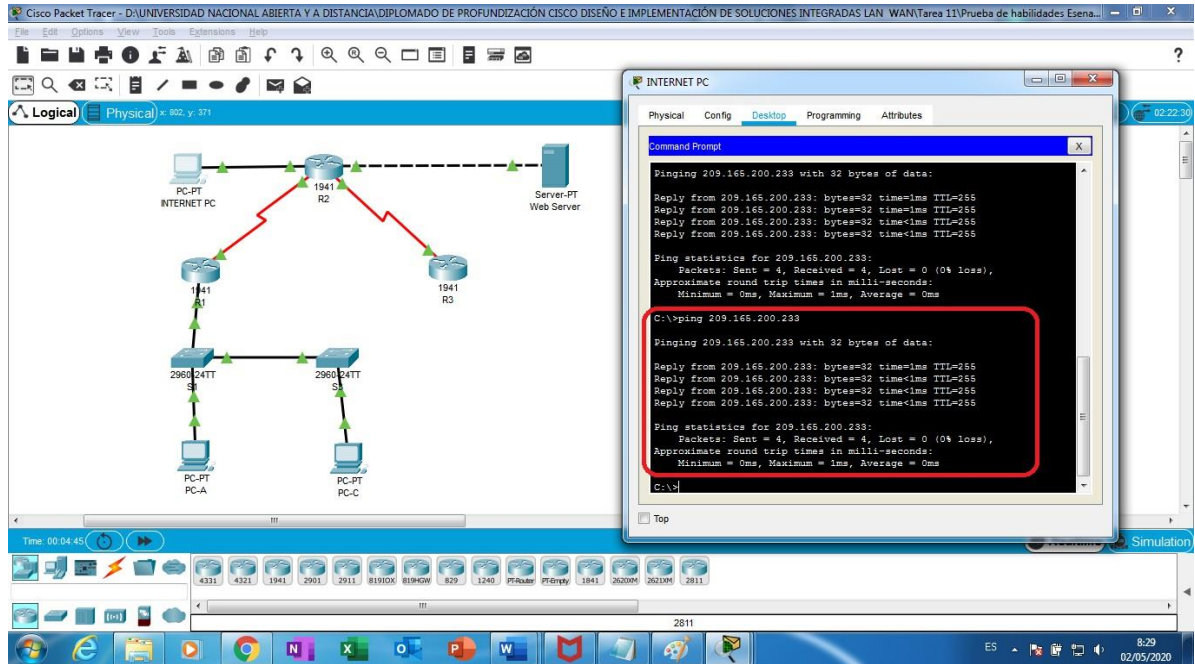 Cisco Packet Tracer - D:\UNIVERSIDAD NACIONAL ABIERTA Y A DISTANCIA\DIPLOMADO DE PROFUNDIZACIÓN CISCO DISEÑO E IMPLEMENTACIÓN DE SOLUCIONES INTEGRADAS LAN WAN\Tarea 11\Prueba de habilidades Esena...
File Edit Options View Tools Extensions Help
?
Logical Physical x: 802, y: 371
02:22:30
PC-PT
INTERNET PC
1941
R2
Server-PT
Web Server
1941
R1
1941
R3
2960-24TT
S1
2960-24TT
PC-PT
PC-A
PC-PT
PC-C
INTERNET PC
Physical Config Desktop Programming Attributes
Command Prompt X
Pinging 209.165.200.233 with 32 bytes of data:
Reply from 209.165.200.233: bytes=32 time=1ms TTL=255
Reply from 209.165.200.233: bytes=32 time=1ms TTL=255
Reply from 209.165.200.233: bytes=32 time<1ms TTL=255
Reply from 209.165.200.233: bytes=32 time<1ms TTL=255
Ping statistics for 209.165.200.233:
Packets: Sent = 4, Received = 4, Lost = 0 (0% loss),
Approximate round trip times in milli-seconds:
Minimum = 0ms, Maximum = 1ms, Average = 0ms
C:\>ping 209.165.200.233
Pinging 209.165.200.233 with 32 bytes of data:
Reply from 209.165.200.233: bytes=32 time=1ms TTL=255
Reply from 209.165.200.233: bytes=32 time<1ms TTL=255
Reply from 209.165.200.233: bytes=32 time<1ms TTL=255
Reply from 209.165.200.233: bytes=32 time<1ms TTL=255
Ping statistics for 209.165.200.233:
Packets: Sent = 4, Received = 4, Lost = 0 (0% loss),
Approximate round trip times in milli-seconds:
Minimum = 0ms, Maximum = 1ms, Average = 0ms
C:\>
Top
Time: 00:04:45
Simulation
4331 4321 1941 2901 2911 819IOX 819HGW 829 1240 PT-Router PT-Empty 1841 2620XM 2621XM 2811
2811
ES
8:29
02/05/2020